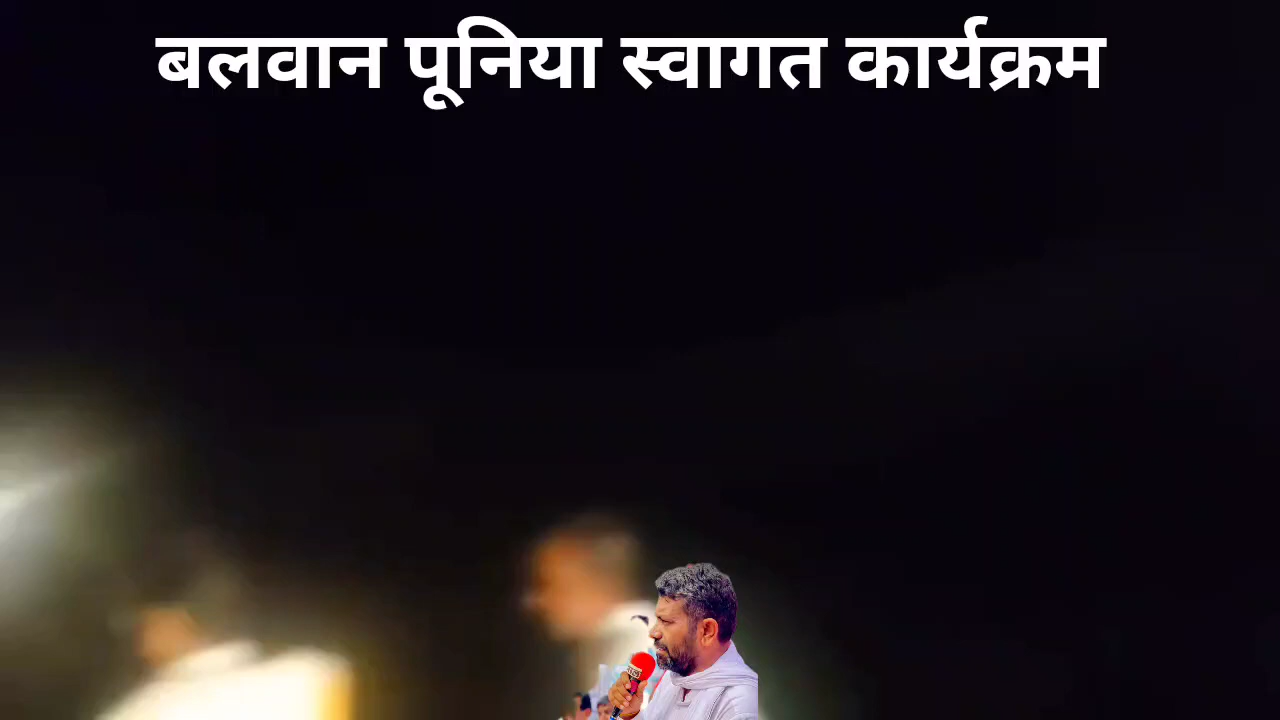 बलवान पूनिया स्वागत कार्यक्रम